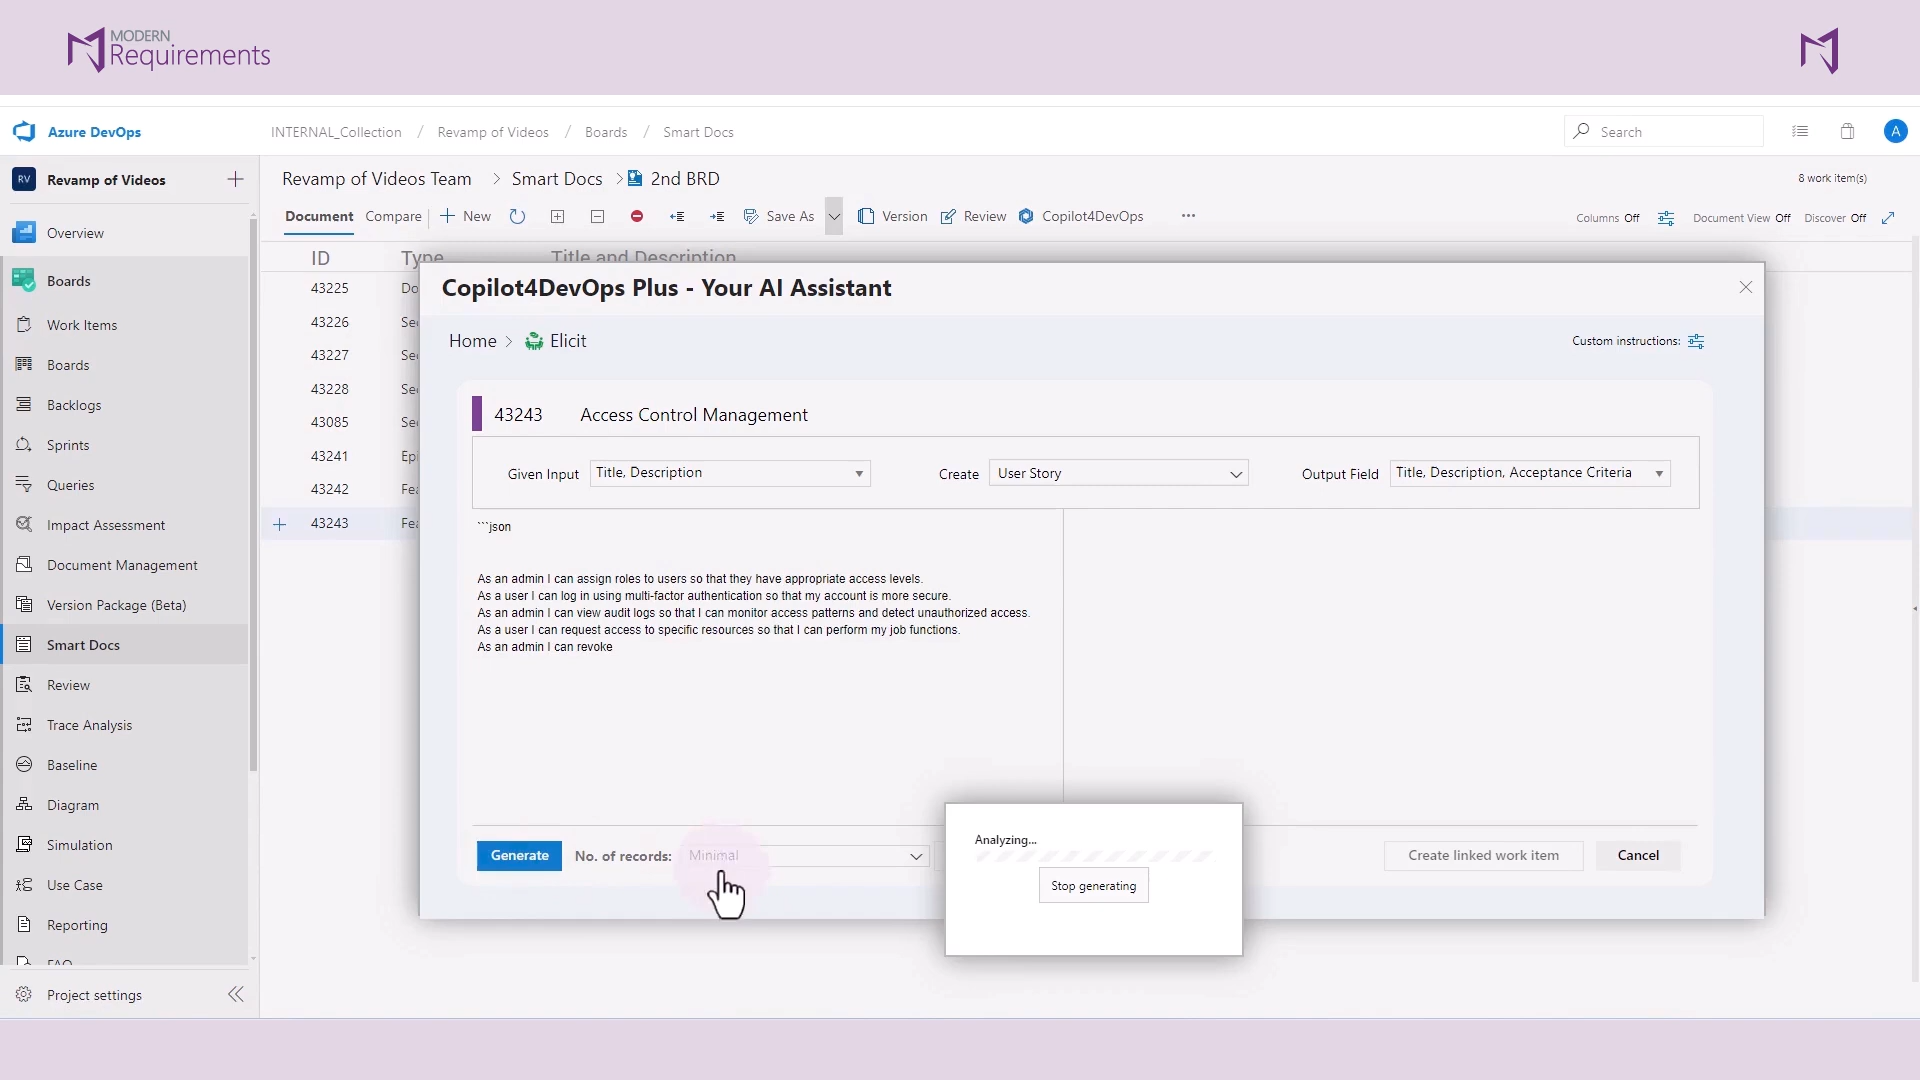 MODERN
Requirements
Azure DevOps
INTERNAL_Collection / Revamp of Videos / Boards / Smart Docs
Search
A
RV Revamp of Videos
Revamp of Videos Team > Smart Docs > 2nd BRD
8 work item(s)
Document Compare New Save As Version Review Copilot4DevOps ...
Columns Off Document View Off Discover Off
Overview
Boards
Work Items
Boards
Backlogs
Sprints
Queries
Impact Assessment
Document Management
Version Package (Beta)
Smart Docs
Review
Trace Analysis
Baseline
Diagram
Simulation
Use Case
Reporting
FAQ
Project settings
ID Type Title and Description
43225 Do
43226 Sec
43227 Sec
43228 Sec
43085 Sec
43241 Epi
43242 Fea
43243 Fea
Copilot4DevOps Plus - Your AI Assistant
Home > Elicit
Custom instructions:
43243 Access Control Management
Given Input Title, Description
Create User Story
Output Field Title, Description, Acceptance Criteria
```json
As an admin I can assign roles to users so that they have appropriate access levels.
As a user I can log in using multi-factor authentication so that my account is more secure.
As an admin I can view audit logs so that I can monitor access patterns and detect unauthorized access.
As a user I can request access to specific resources so that I can perform my job functions.
As an admin I can revoke
Generate No. of records: Minimal
Analyzing...
Stop generating
Create linked work item
Cancel